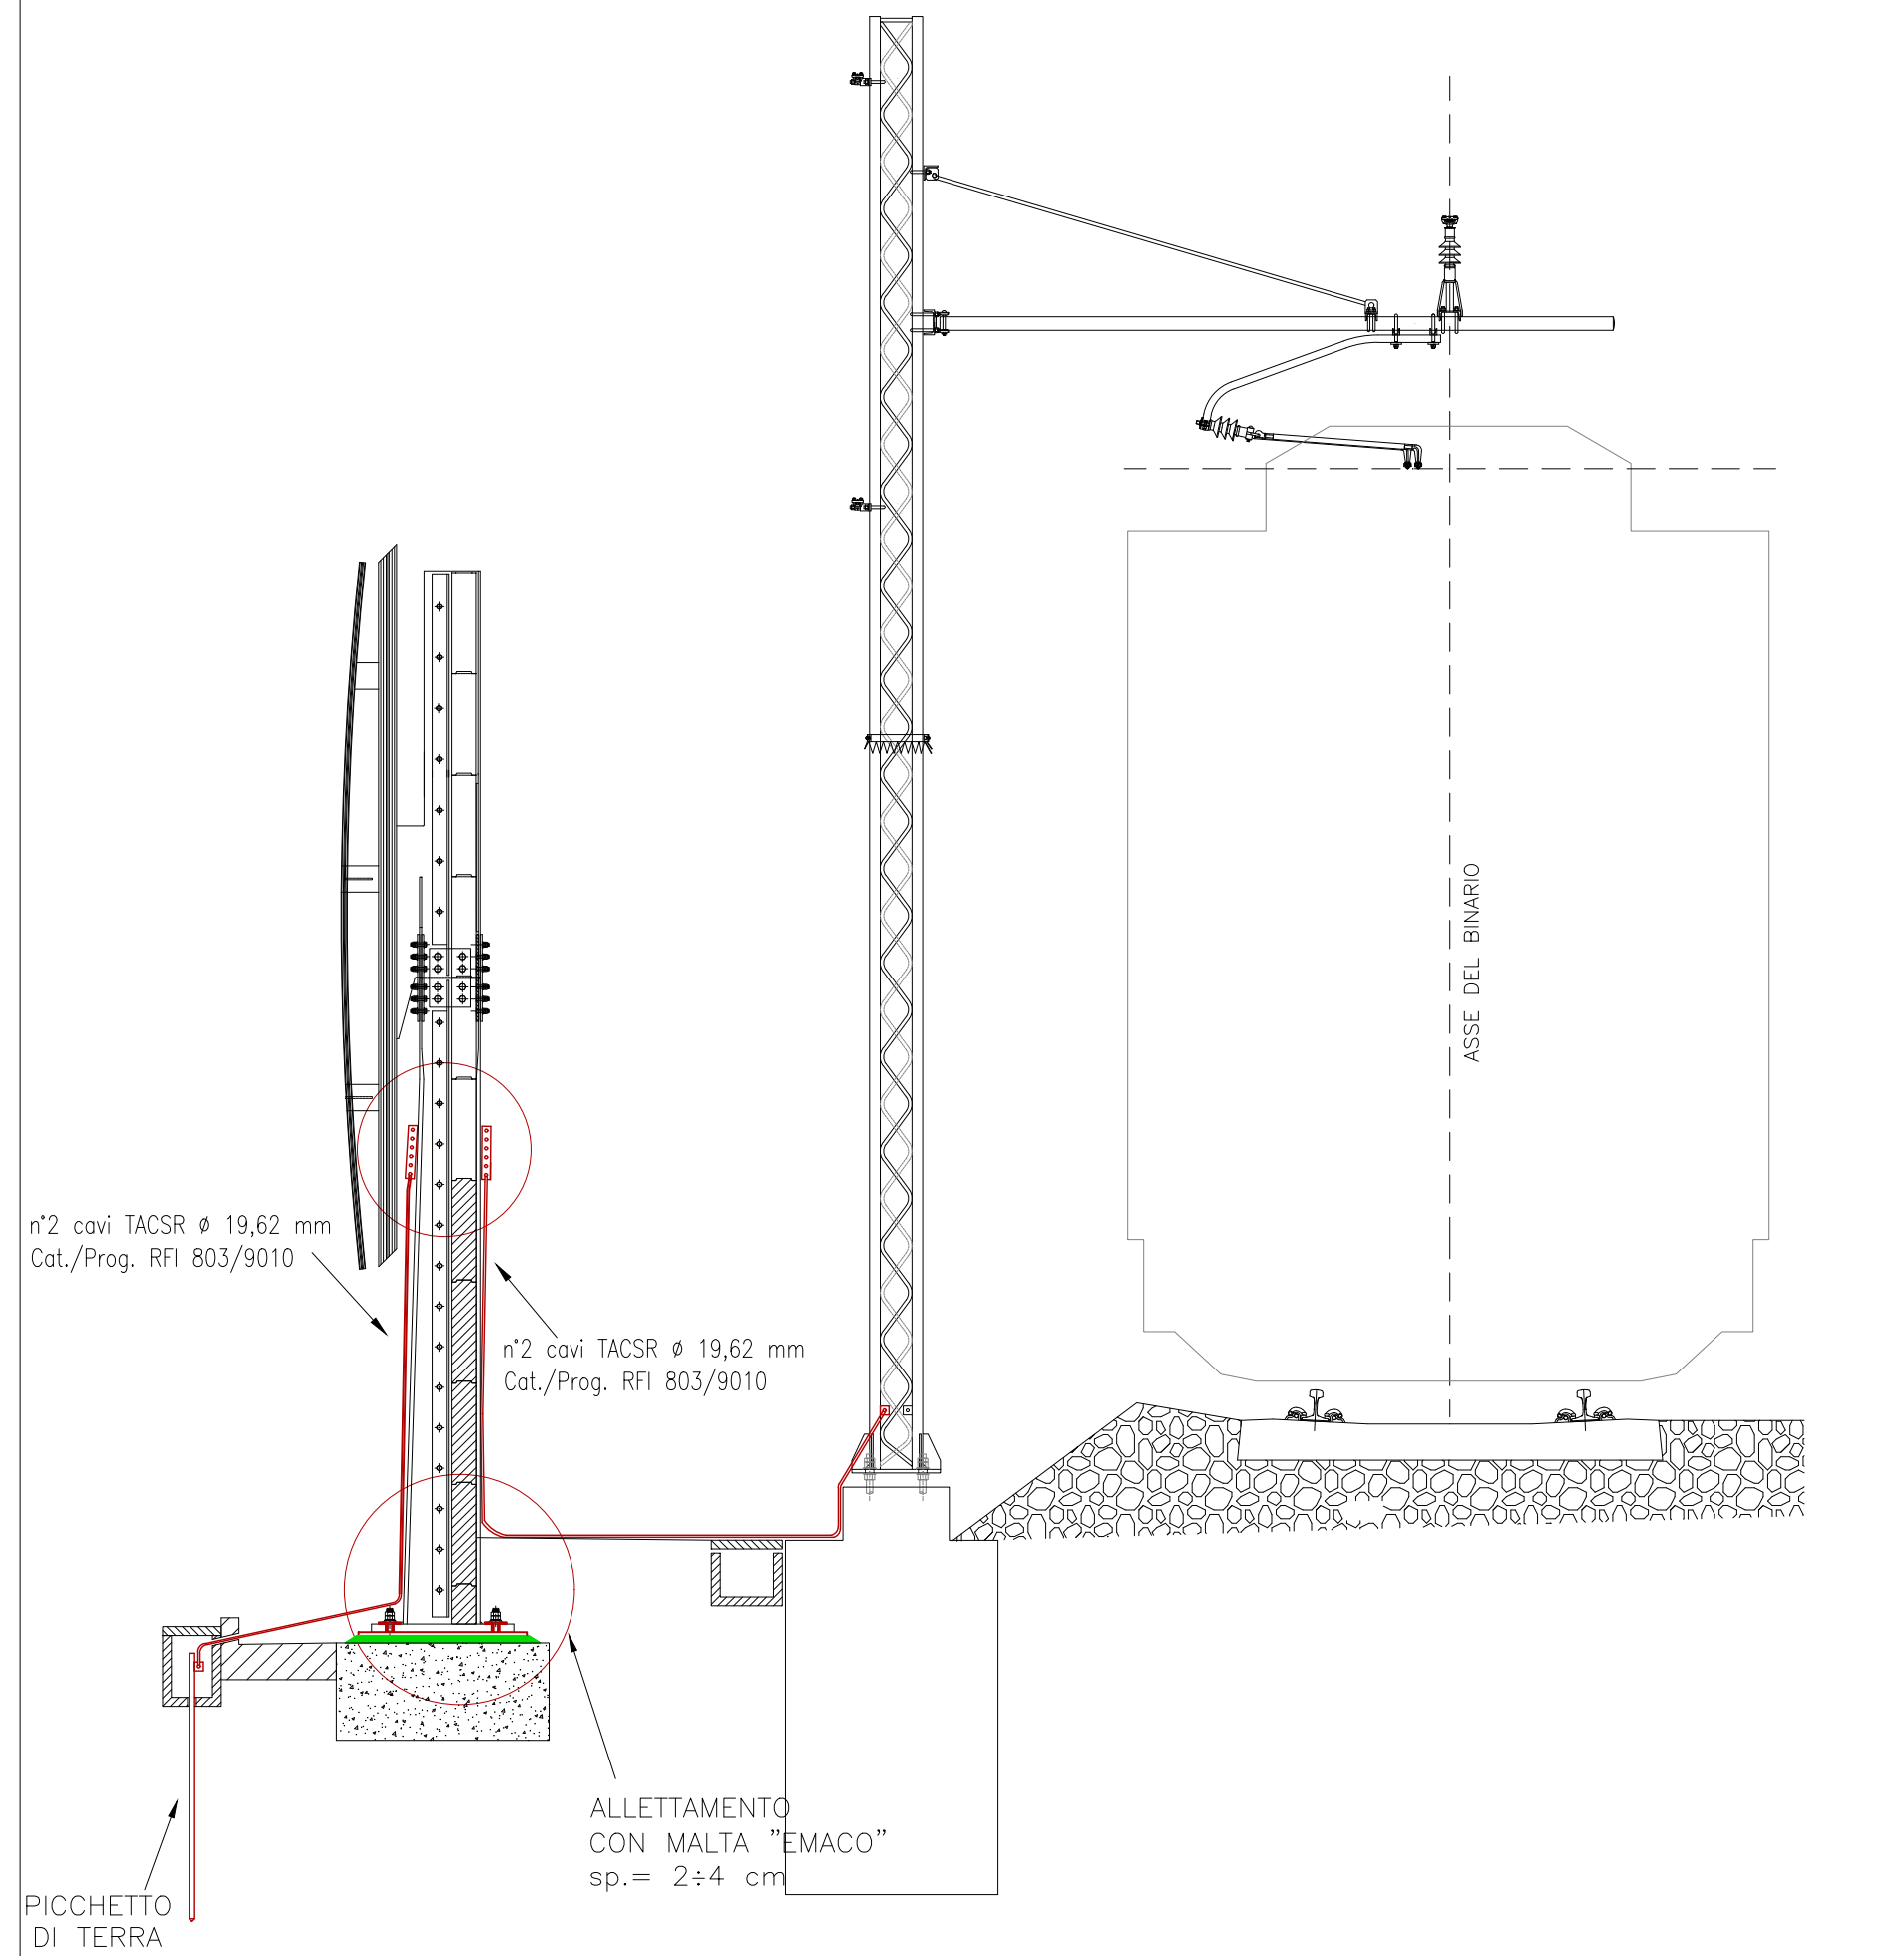 ASSE DEL BINARIO
n°2 cavi TACSR ø 19,62 mm
Cat./Prog. RFI 803/9010
n°2 cavi TACSR ø 19,62 mm
Cat./Prog. RFI 803/9010
ALLETTAMENTO
CON MALTA "EMACO"
sp.= 2÷4 cm
PICCHETTO
DI TERRA